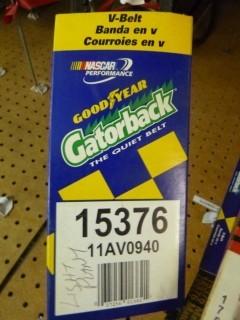 V-Belt
Banda en v
Courroies en v
NASCAR
PERFORMANCE
GOODYEAR
Gatorback
THE QUIET BELT
15376
11AV0940